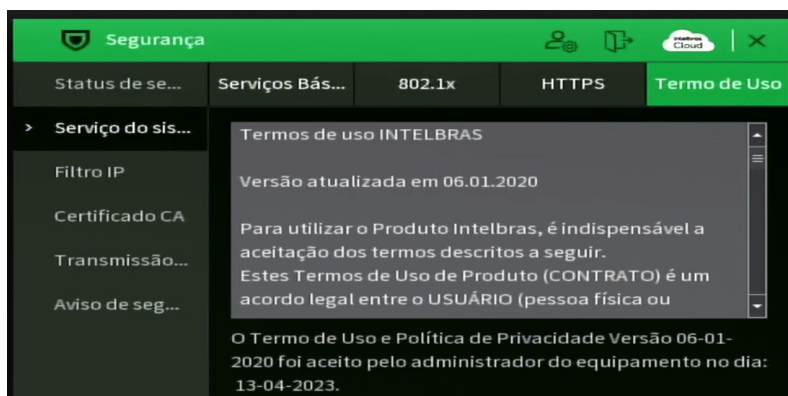 Segurança
intelbras
Cloud
Status de se...
Serviços Bás...
802.1x
HTTPS
Termo de Uso
> Serviço do sis...
Filtro IP
Certificado CA
Transmissão...
Aviso de seg...
Termos de uso INTELBRAS
Versão atualizada em 06.01.2020
Para utilizar o Produto Intelbras, é indispensável a
aceitação dos termos descritos a seguir.
Estes Termos de Uso de Produto (CONTRATO) é um
acordo legal entre o USUÁRIO (pessoa física ou
O Termo de Uso e Política de Privacidade Versão 06-01-
2020 foi aceito pelo administrador do equipamento no dia:
13-04-2023.